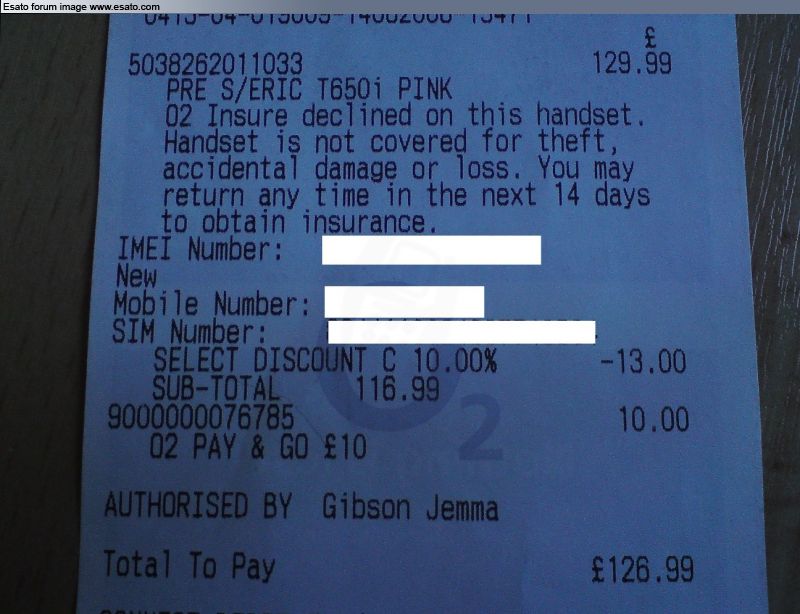 Esato forum image www.esato.com
£
5038262011033 129.99
PRE S/ERIC T650i PINK
O2 Insure declined on this handset.
Handset is not covered for theft,
accidental damage or loss. You may
return any time in the next 14 days
to obtain insurance.
IMEI Number:
New
Mobile Number:
SIM Number:
SELECT DISCOUNT C 10.00% -13.00
SUB-TOTAL 116.99
9000000076785 10.00
O2 PAY & GO £10
O2
AUTHORISED BY Gibson Jemma
Total To Pay £126.99